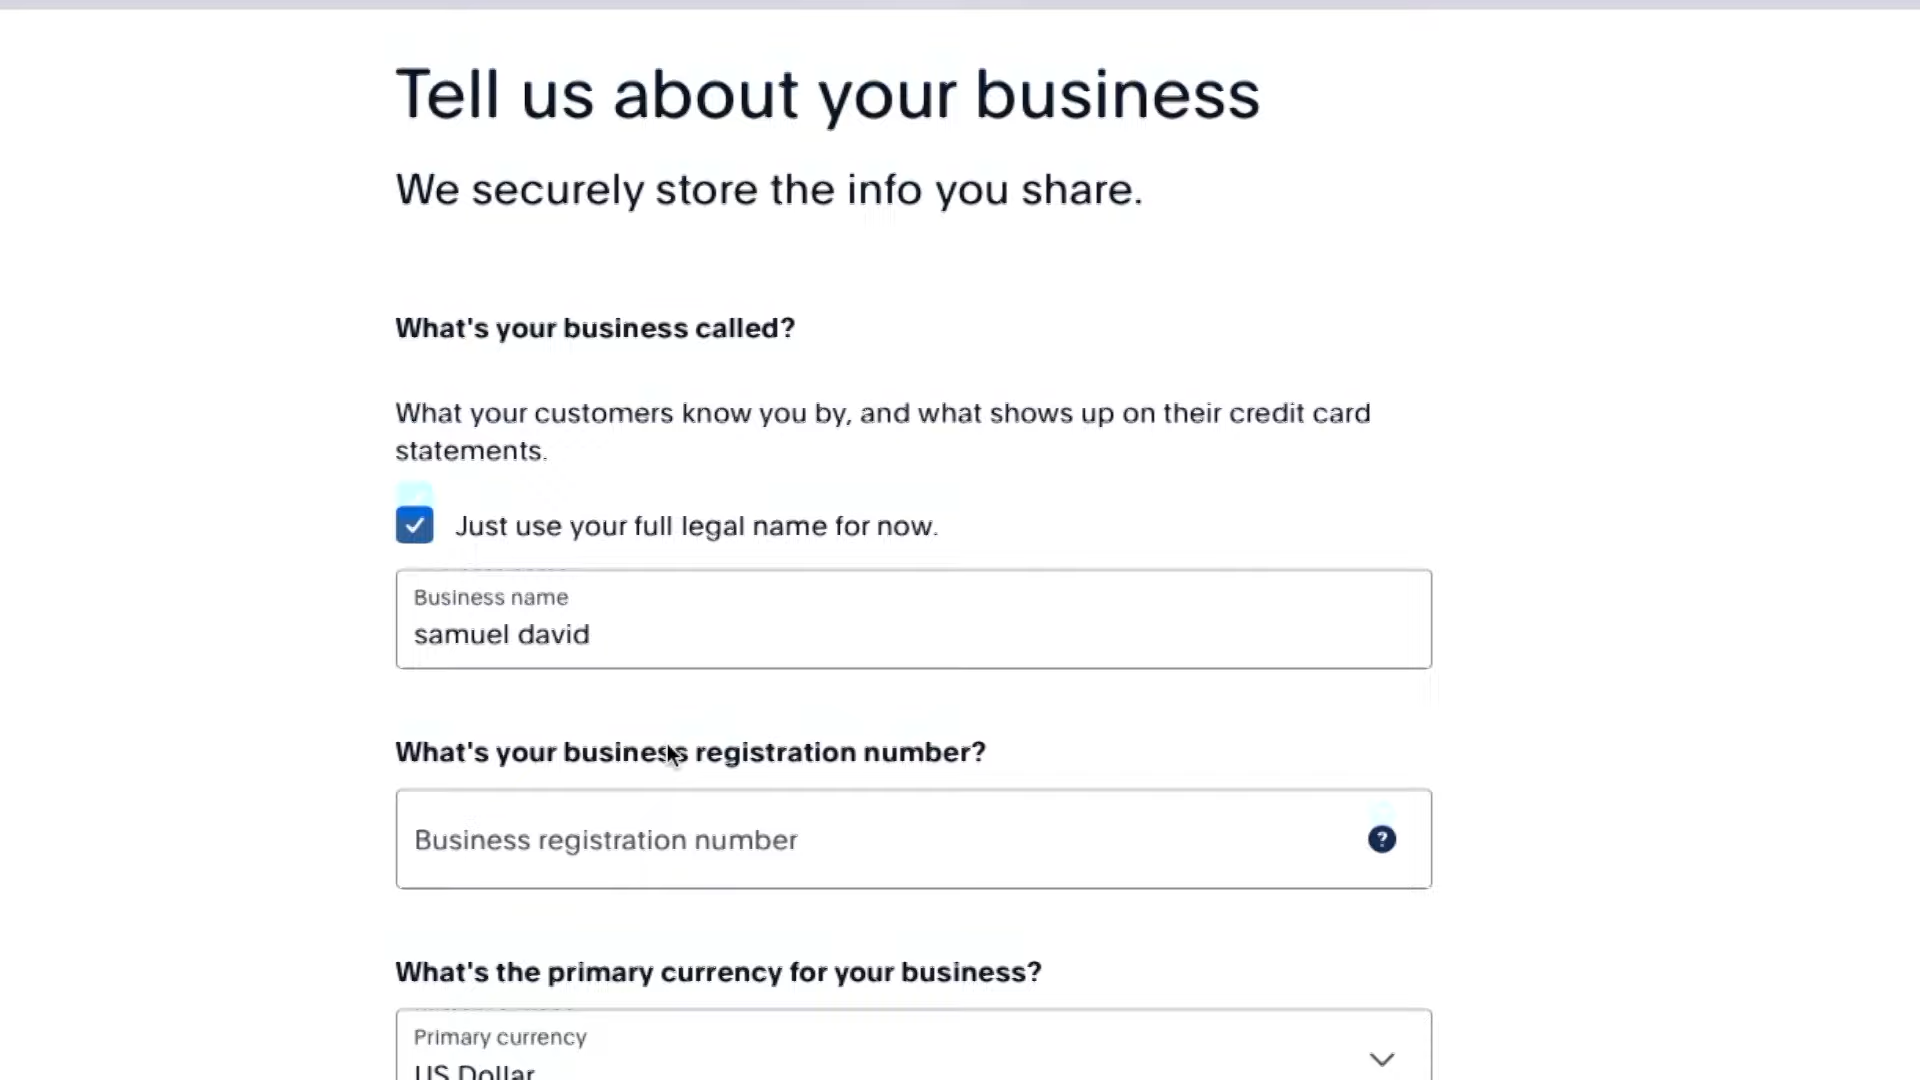 Tell us about your business
We securely store the info you share.
What's your business called?
What your customers know you by, and what shows up on their credit card
statements.
Just use your full legal name for now.
Business name
samuel david
What's your business registration number?
Business registration number
?
What's the primary currency for your business?
Primary currency
US Dollar